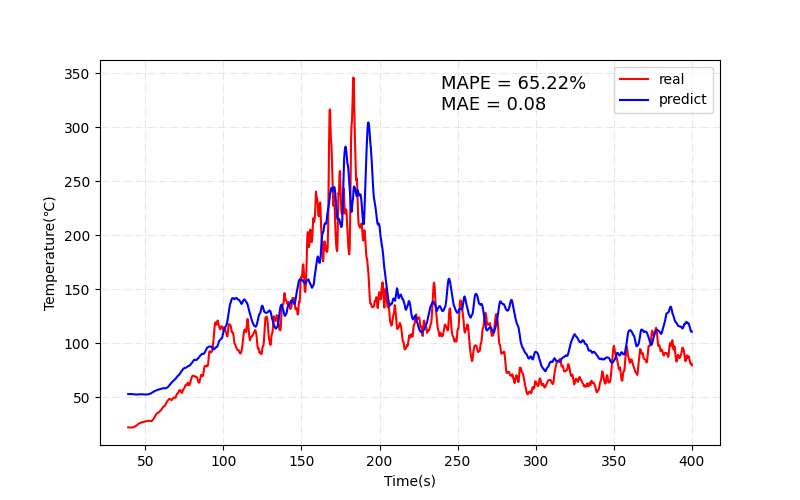 MAPE = 65.22%
MAE = 0.08
real
predict
Temperature(℃)
350
300
250
200
150
100
50
50 100 150 200 250 300 350 400
Time(s)